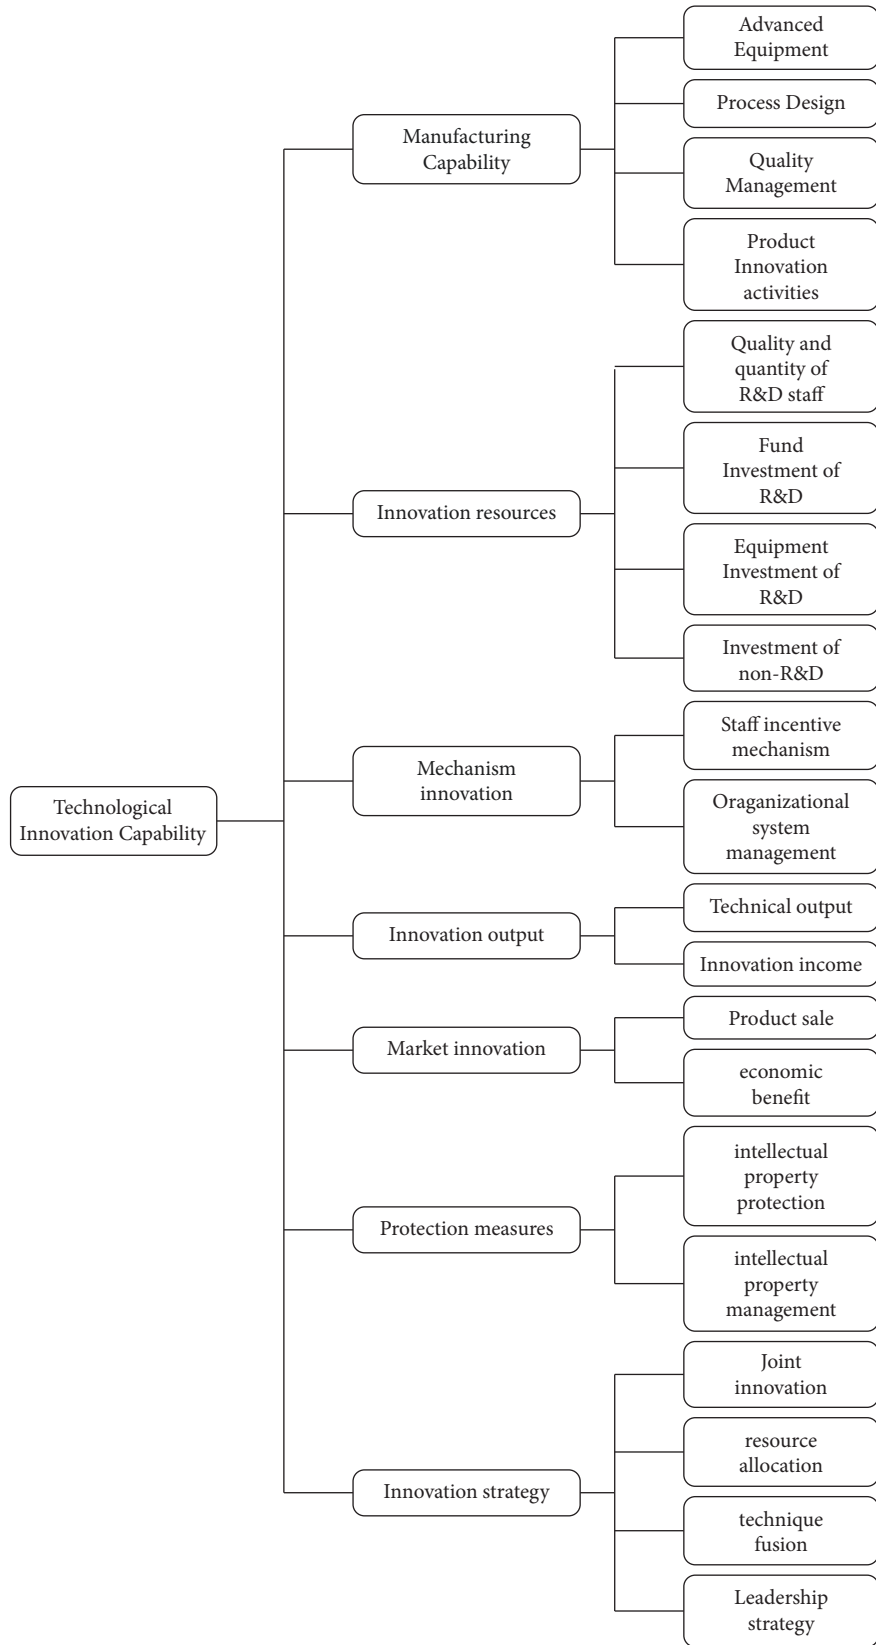 Technological
Innovation Capability
Manufacturing
Capability
Advanced
Equipment
Process Design
Quality
Management
Product
Innovation
activities
Innovation resources
Quality and
quantity of
R&D staff
Fund
Investment of
R&D
Equipment
Investment of
R&D
Investment of
non-R&D
Mechanism
innovation
Staff incentive
mechanism
Oraganizational
system
management
Innovation output
Technical output
Innovation income
Market innovation
Product sale
economic
benefit
Protection measures
intellectual
property
protection
intellectual
property
management
Innovation strategy
Joint
innovation
resource
allocation
technique
fusion
Leadership
strategy